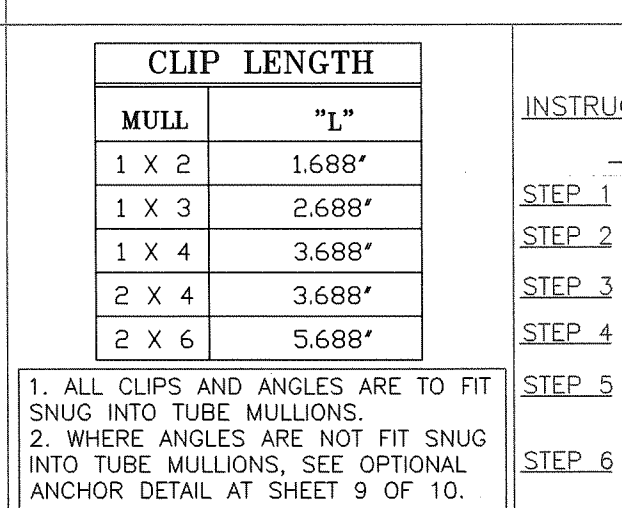 CLIP LENGTH
MULL "L"
1 X 2 1.688"
1 X 3 2.688"
1 X 4 3.688"
2 X 4 3.688"
2 X 6 5.688"
1. ALL CLIPS AND ANGLES ARE TO FIT
SNUG INTO TUBE MULLIONS.
2. WHERE ANGLES ARE NOT FIT SNUG
INTO TUBE MULLIONS, SEE OPTIONAL
ANCHOR DETAIL AT SHEET 9 OF 10.
STEP 1
STEP 2
STEP 3
STEP 4
STEP 5
STEP 6